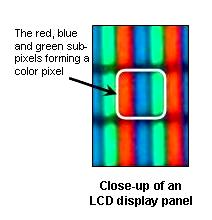 The red, blue
and green sub-
pixels forming a
color pixel
Close-up of an
LCD display panel